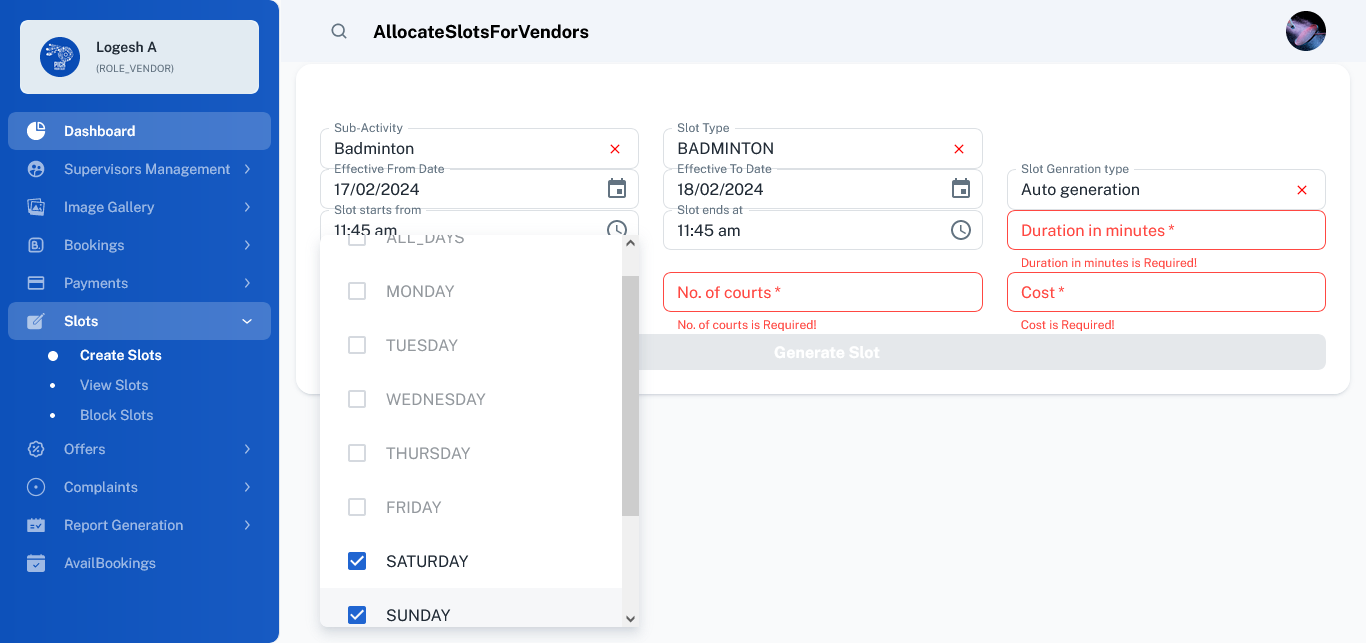 Logesh A
(ROLE_VENDOR)
Dashboard
Supervisors Management
Image Gallery
Bookings
Payments
Slots
Create Slots
View Slots
Block Slots
Offers
Complaints
Report Generation
AvailBookings
AllocateSlotsForVendors
Sub-Activity
Badminton
Slot Type
BADMINTON
Effective From Date
17/02/2024
Effective To Date
18/02/2024
Slot Genration type
Auto generation
Slot starts from
11:45 am
Slot ends at
11:45 am
Duration in minutes *
Duration in minutes is Required!
ALL_DAYS
MONDAY
TUESDAY
WEDNESDAY
THURSDAY
FRIDAY
SATURDAY
SUNDAY
No. of courts *
No. of courts is Required!
Cost *
Cost is Required!
Generate Slot